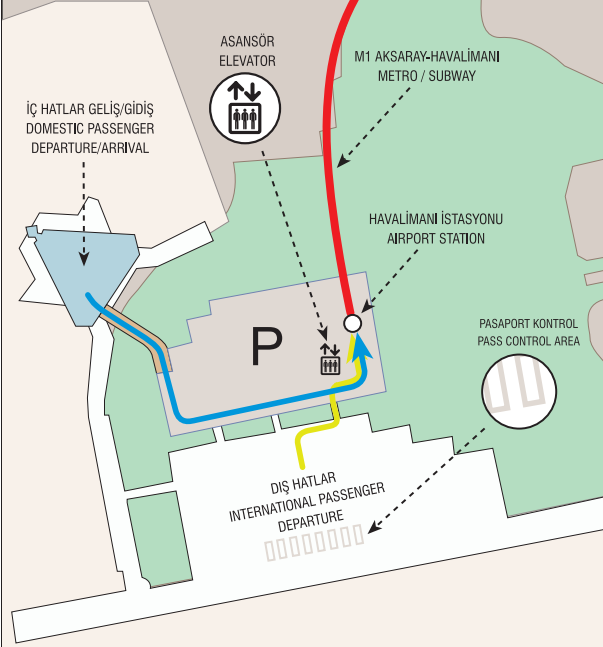 ASANSÖR
ELEVATOR
M1 AKSARAY-HAVALİMANI
METRO / SUBWAY
İÇ HATLAR GELİŞ/GİDİŞ
DOMESTIC PASSENGER
DEPARTURE/ARRIVAL
HAVALİMANI İSTASYONU
AIRPORT STATION
PASAPORT KONTROL
PASS CONTROL AREA
P
DIŞ HATLAR
INTERNATIONAL PASSENGER
DEPARTURE